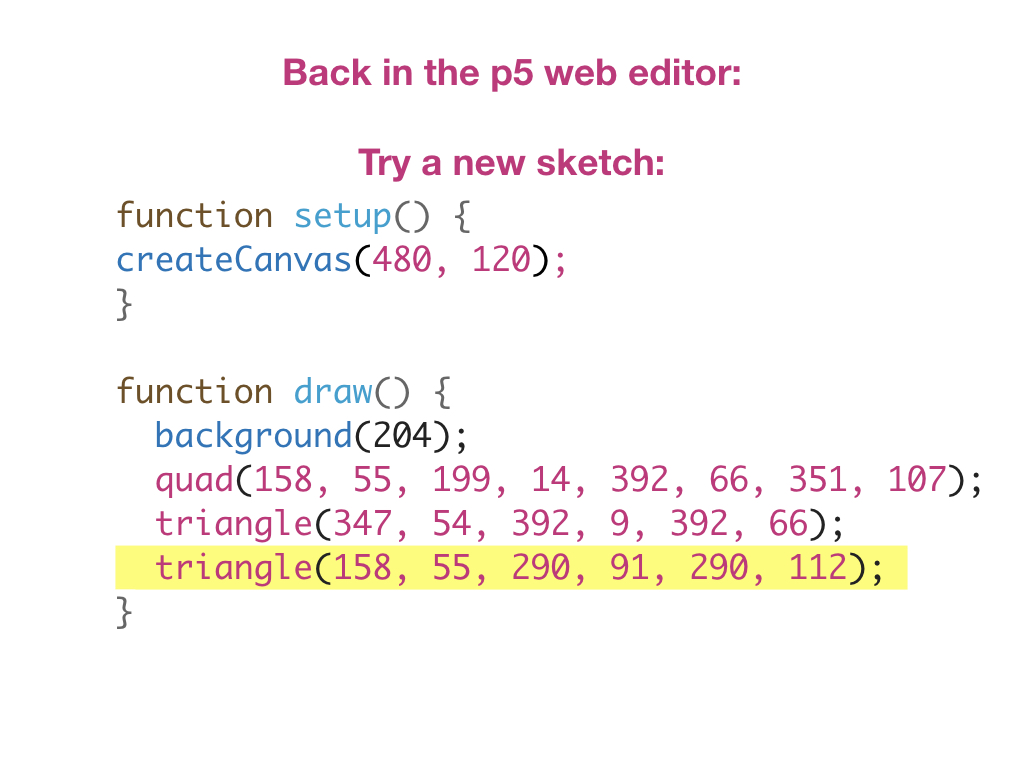 Back in the p5 web editor:
Try a new sketch:
function setup() {
createCanvas(480, 120);
}
function draw() {
  background(204);
  quad(158, 55, 199, 14, 392, 66, 351, 107);
  triangle(347, 54, 392, 9, 392, 66);
  triangle(158, 55, 290, 91, 290, 112);
}